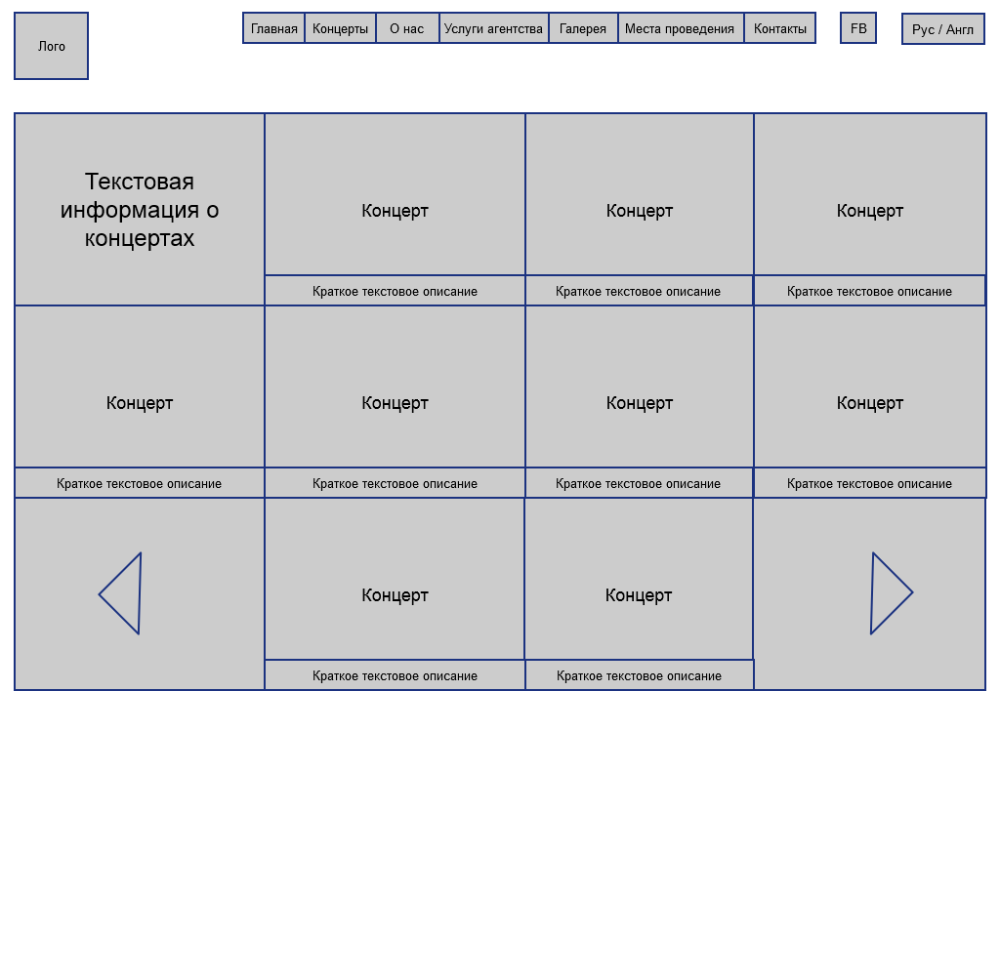 Лого
Главная
Концерты
О нас
Услуги агентства
Галерея
Места проведения
Контакты
FB
Рус / Англ
Текстовая
информация о
концертах
Концерт
Концерт
Концерт
Краткое текстовое описание
Краткое текстовое описание
Краткое текстовое описание
Концерт
Концерт
Концерт
Концерт
Краткое текстовое описание
Краткое текстовое описание
Краткое текстовое описание
Краткое текстовое описание
Концерт
Концерт
Краткое текстовое описание
Краткое текстовое описание